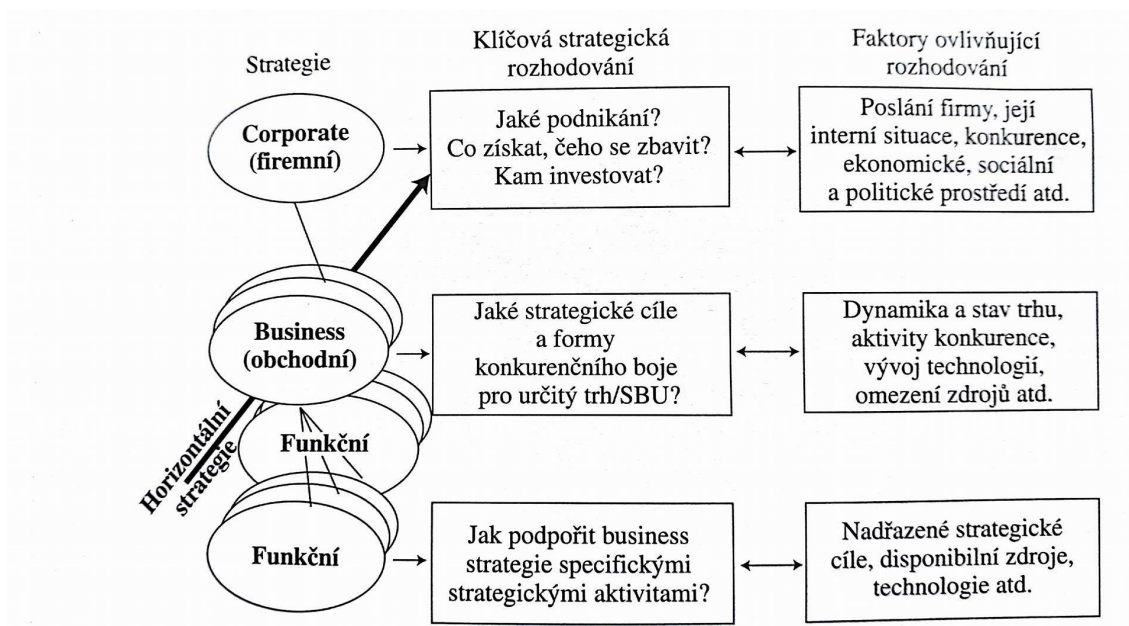 Strategie
Klíčová strategická
rozhodování
Faktory ovlivňující
rozhodování
Corporate
(firemní)
Jaké podnikání?
Co získat, čeho se zbavit?
Kam investovat?
Poslání firmy, její
interní situace, konkurence,
ekonomické, sociální
a politické prostředí atd.
Business
(obchodní)
Jaké strategické cíle
a formy
konkurenčního boje
pro určitý trh/SBU?
Dynamika a stav trhu,
aktivity konkurence,
vývoj technologií,
omezení zdrojů atd.
Horizontální
strategie
Funkční
Funkční
Jak podpořit business
strategie specifickými
strategickými aktivitami?
Nadřazené strategické
cíle, disponibilní zdroje,
technologie atd.